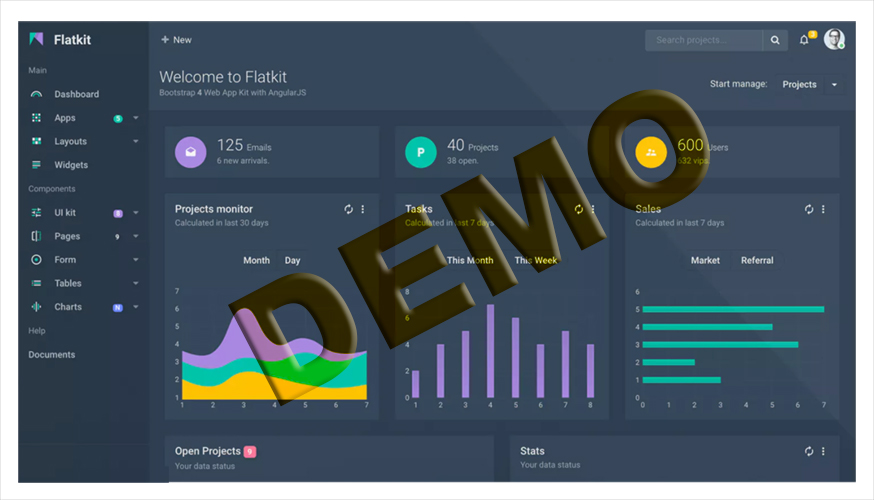 Flatkit
+ New
Search projects...
3
Main
Welcome to Flatkit
Bootstrap 4 Web App Kit with AngularJS
Start manage: Projects
Dashboard
Apps 5
Layouts
Widgets
Components
UI kit 8
Pages 9
Form
Tables
Charts N
Help
Documents
125 Emails
6 new arrivals.
P
40 Projects
38 open.
600 Users
632 vips.
Projects monitor
Calculated in last 30 days
Month Day
7
6
5
4
3
2
1
1 2 3 4 5 6 7
Tasks
Calculated in last 7 days
This Month This Week
8
6
4
2
0
1 2 3 4 5 6 7 8
Sales
Calculated in last 7 days
Market Referral
6
5
4
3
2
1
0
0 1 2 3 4 5 6 7
DEMO
Open Projects 9
Your data status
Stats
Your data status